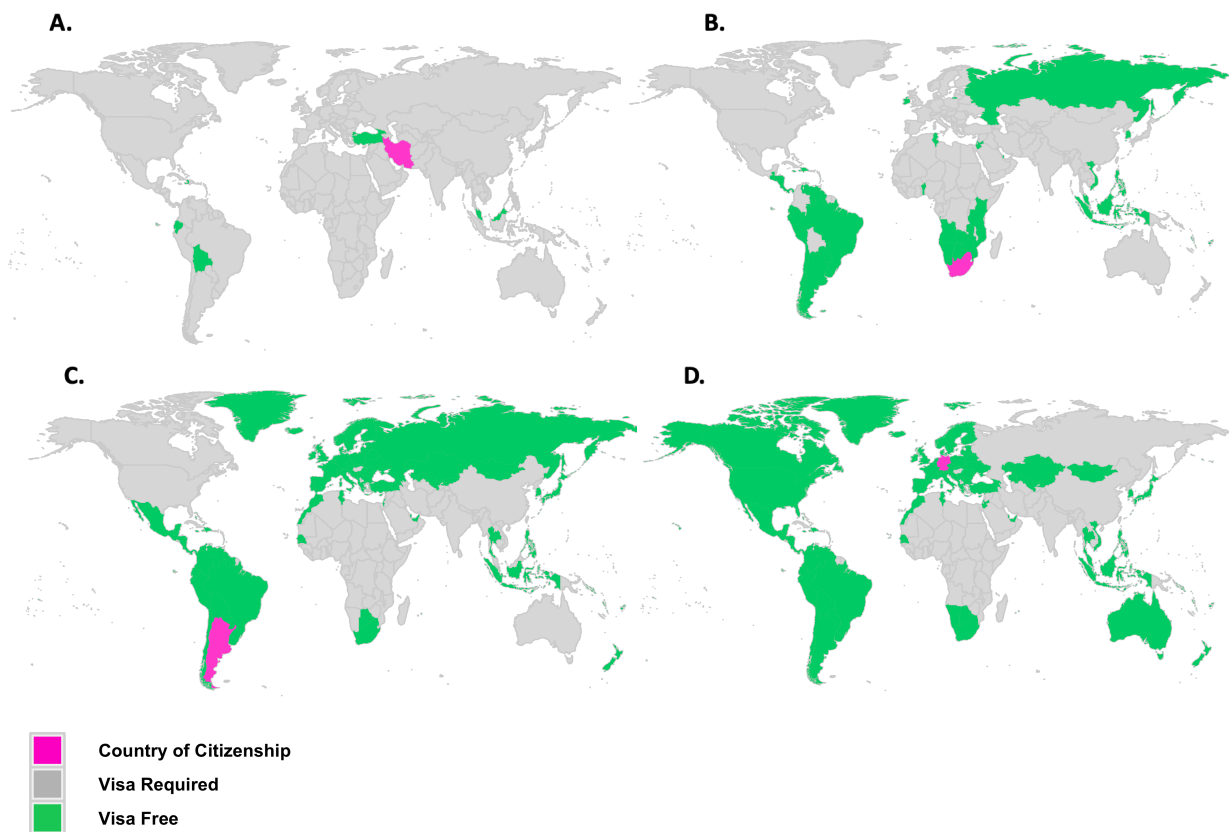 A.
B.
C.
D.
Country of Citizenship
Visa Required
Visa Free